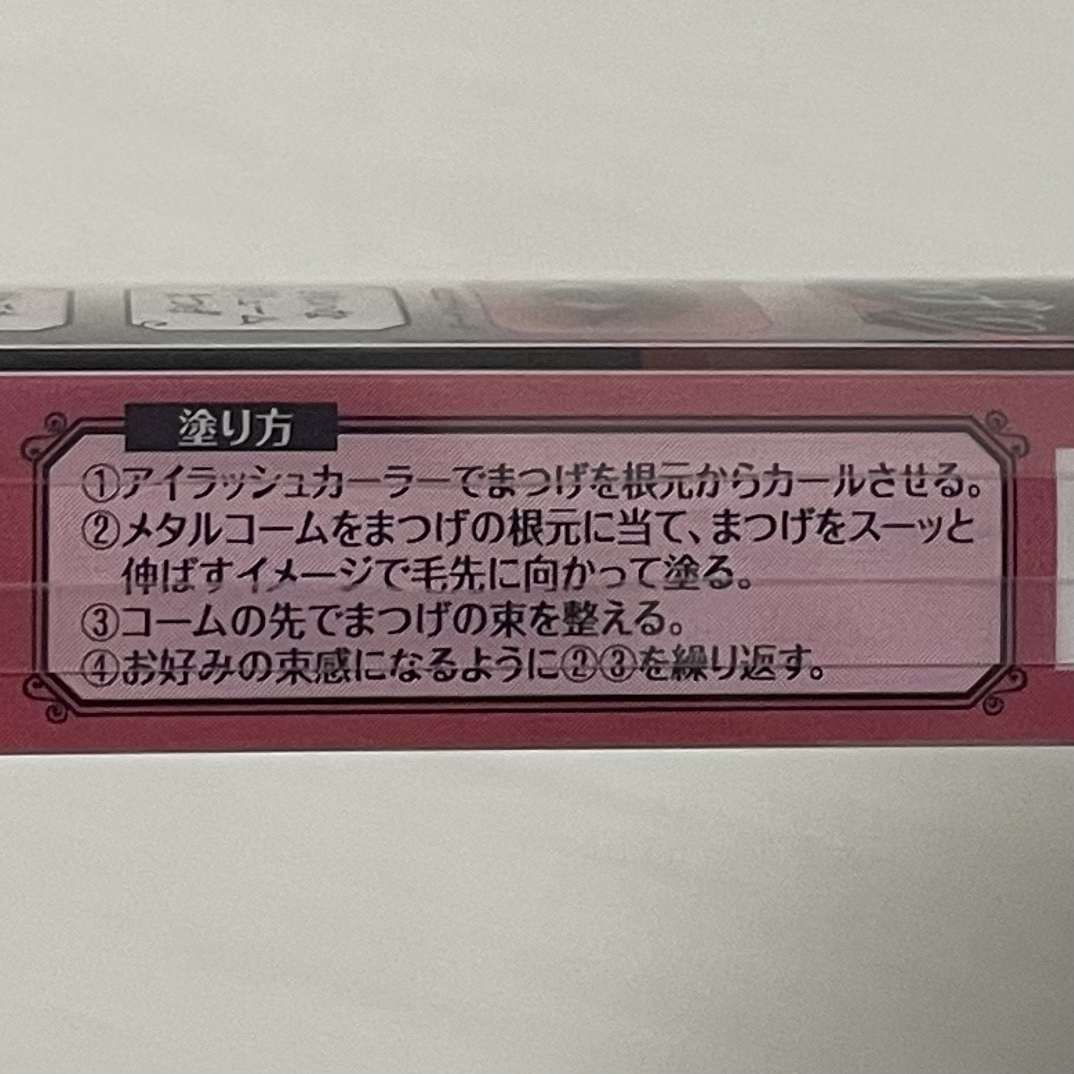 塗り方
①アイラッシュカーラーでまつげを根元からカールさせる。
②メタルコームをまつげの根元に当て、まつげをスーッと
伸ばすイメージで毛先に向かって塗る。
③コームの先でまつげの束を整える。
④お好みの束感になるように②③を繰り返す。